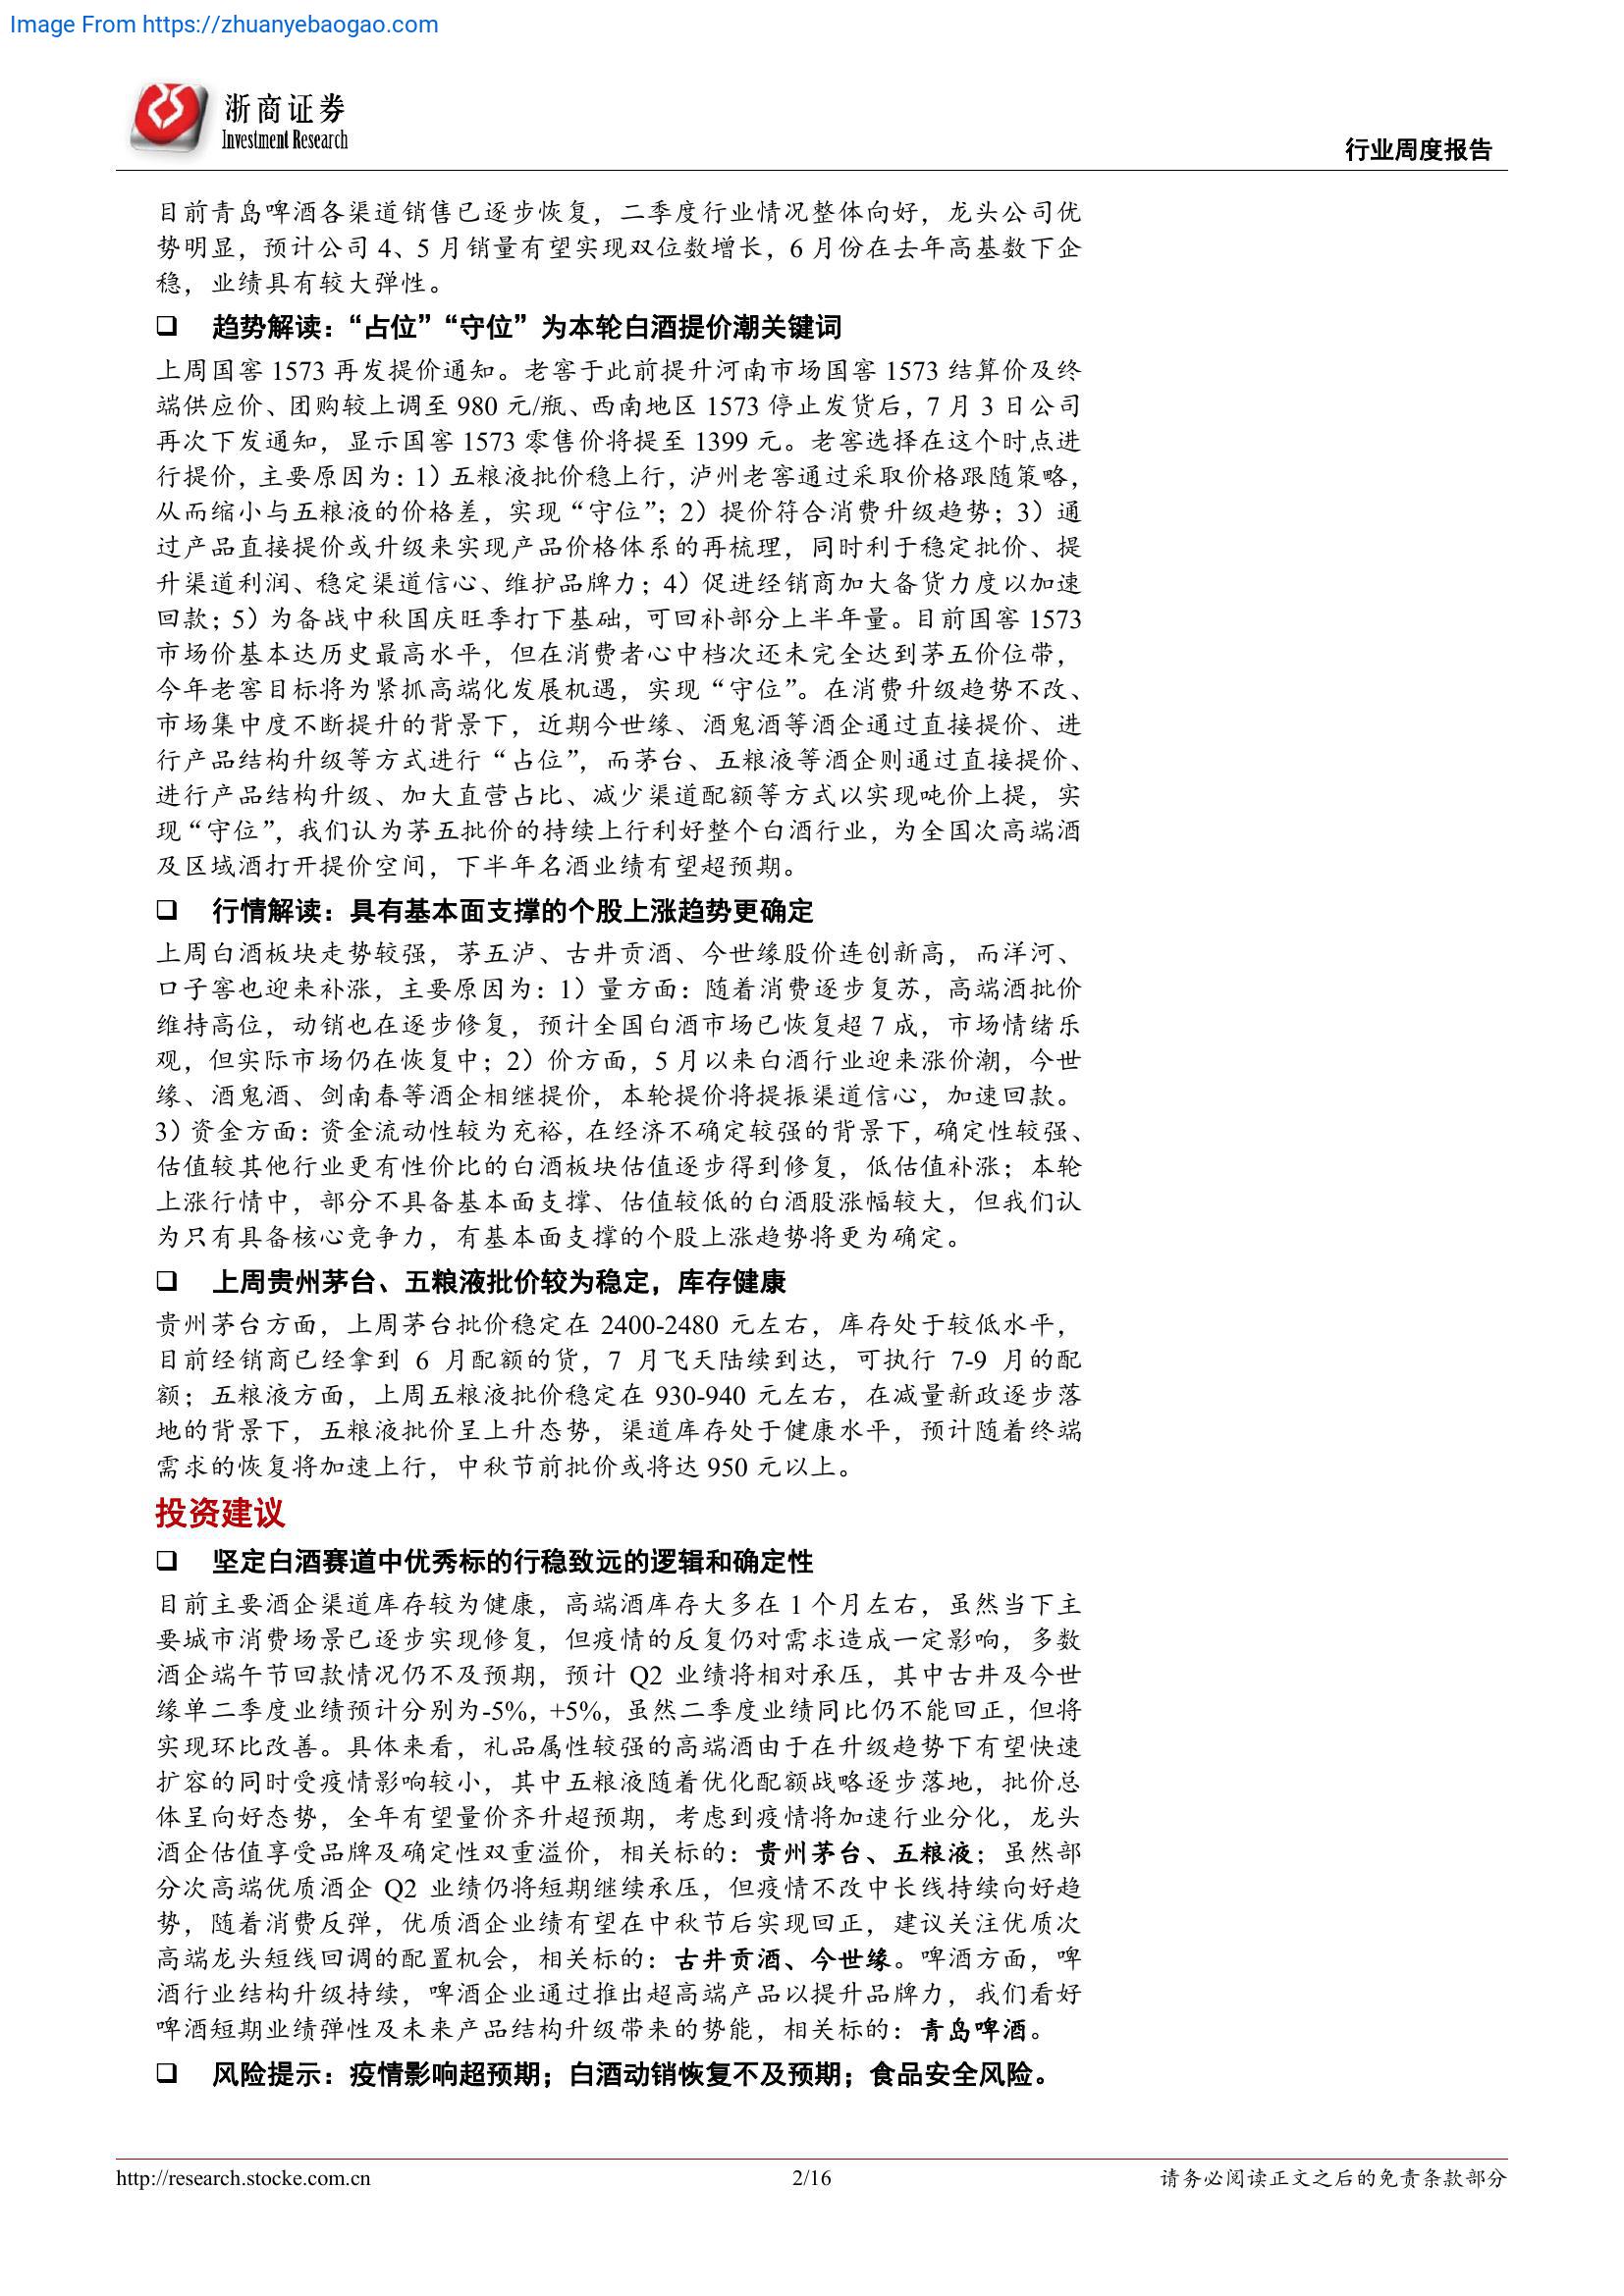 Image From https://zhuanyebaogao.com
浙商证券
Investment Research
行业周度报告
目前青岛啤酒各渠道销售已逐步恢复，二季度行业情况整体向好，龙头公司优
势明显，预计公司 4、5 月销量有望实现双位数增长，6 月份在去年高基数下企
稳，业绩具有较大弹性。
❑ 趋势解读：“占位”“守位”为本轮白酒提价潮关键词
上周国窖 1573 再发提价通知。老窖于此前提升河南市场国窖 1573 结算价及终
端供应价、团购较上调至 980 元/瓶、西南地区 1573 停止发货后，7 月 3 日公司
再次下发通知，显示国窖 1573 零售价将提至 1399 元。老窖选择在这个时点进
行提价，主要原因为：1）五粮液批价稳上行，泸州老窖通过采取价格跟随策略，
从而缩小与五粮液的价格差，实现“守位”；2）提价符合消费升级趋势；3）通
过产品直接提价或升级来实现产品价格体系的再梳理，同时利于稳定批价、提
升渠道利润、稳定渠道信心、维护品牌力；4）促进经销商加大备货力度以加速
回款；5）为备战中秋国庆旺季打下基础，可回补部分上半年量。目前国窖 1573
市场价基本达历史最高水平，但在消费者心中档次还未完全达到茅五价位带，
今年老窖目标将为紧抓高端化发展机遇，实现“守位”。在消费升级趋势不改、
市场集中度不断提升的背景下，近期今世缘、酒鬼酒等酒企通过直接提价、进
行产品结构升级等方式进行“占位”，而茅台、五粮液等酒企则通过直接提价、
进行产品结构升级、加大直营占比、减少渠道配额等方式以实现吨价上提，实
现“守位”，我们认为茅五批价的持续上行利好整个白酒行业，为全国次高端酒
及区域酒打开提价空间，下半年名酒业绩有望超预期。
❑ 行情解读：具有基本面支撑的个股上涨趋势更确定
上周白酒板块走势较强，茅五泸、古井贡酒、今世缘股价连创新高，而洋河、
口子窖也迎来补涨，主要原因为：1）量方面：随着消费逐步复苏，高端酒批价
维持高位，动销也在逐步修复，预计全国白酒市场已恢复超 7 成，市场情绪乐
观，但实际市场仍在恢复中；2）价方面，5 月以来白酒行业迎来涨价潮，今世
缘、酒鬼酒、剑南春等酒企相继提价，本轮提价将提振渠道信心，加速回款。
3）资金方面：资金流动性较为充裕，在经济不确定较强的背景下，确定性较强、
估值较其他行业更有性价比的白酒板块估值逐步得到修复，低估值补涨；本轮
上涨行情中，部分不具备基本面支撑、估值较低的白酒股涨幅较大，但我们认
为只有具备核心竞争力，有基本面支撑的个股上涨趋势将更为确定。
❑ 上周贵州茅台、五粮液批价较为稳定，库存健康
贵州茅台方面，上周茅台批价稳定在 2400-2480 元左右，库存处于较低水平，
目前经销商已经拿到 6 月配额的货，7 月飞天陆续到达，可执行 7-9 月的配
额；五粮液方面，上周五粮液批价稳定在 930-940 元左右，在减量新政逐步落
地的背景下，五粮液批价呈上升态势，渠道库存处于健康水平，预计随着终端
需求的恢复将加速上行，中秋节前批价或将达 950 元以上。
投资建议
❑ 坚定白酒赛道中优秀标的行稳致远的逻辑和确定性
目前主要酒企渠道库存较为健康，高端酒库存大多在 1 个月左右，虽然当下主
要城市消费场景已逐步实现修复，但疫情的反复仍对需求造成一定影响，多数
酒企端午节回款情况仍不及预期，预计 Q2 业绩将相对承压，其中古井及今世
缘单二季度业绩预计分别为-5%，+5%，虽然二季度业绩同比仍不能回正，但将
实现环比改善。具体来看，礼品属性较强的高端酒由于在升级趋势下有望快速
扩容的同时受疫情影响较小，其中五粮液随着优化配额战略逐步落地，批价总
体呈向好态势，全年有望量价齐升超预期，考虑到疫情将加速行业分化，龙头
酒企估值享受品牌及确定性双重溢价，相关标的：贵州茅台、五粮液；虽然部
分次高端优质酒企 Q2 业绩仍将短期继续承压，但疫情不改中长线持续向好趋
势，随着消费反弹，优质酒企业绩有望在中秋节后实现回正，建议关注优质次
高端龙头短线回调的配置机会，相关标的：古井贡酒、今世缘。啤酒方面，啤
酒行业结构升级持续，啤酒企业通过推出超高端产品以提升品牌力，我们看好
啤酒短期业绩弹性及未来产品结构升级带来的势能，相关标的：青岛啤酒。
❑ 风险提示：疫情影响超预期；白酒动销恢复不及预期；食品安全风险。
http://research.stocke.com.cn
2/16
请务必阅读正文之后的免责条款部分